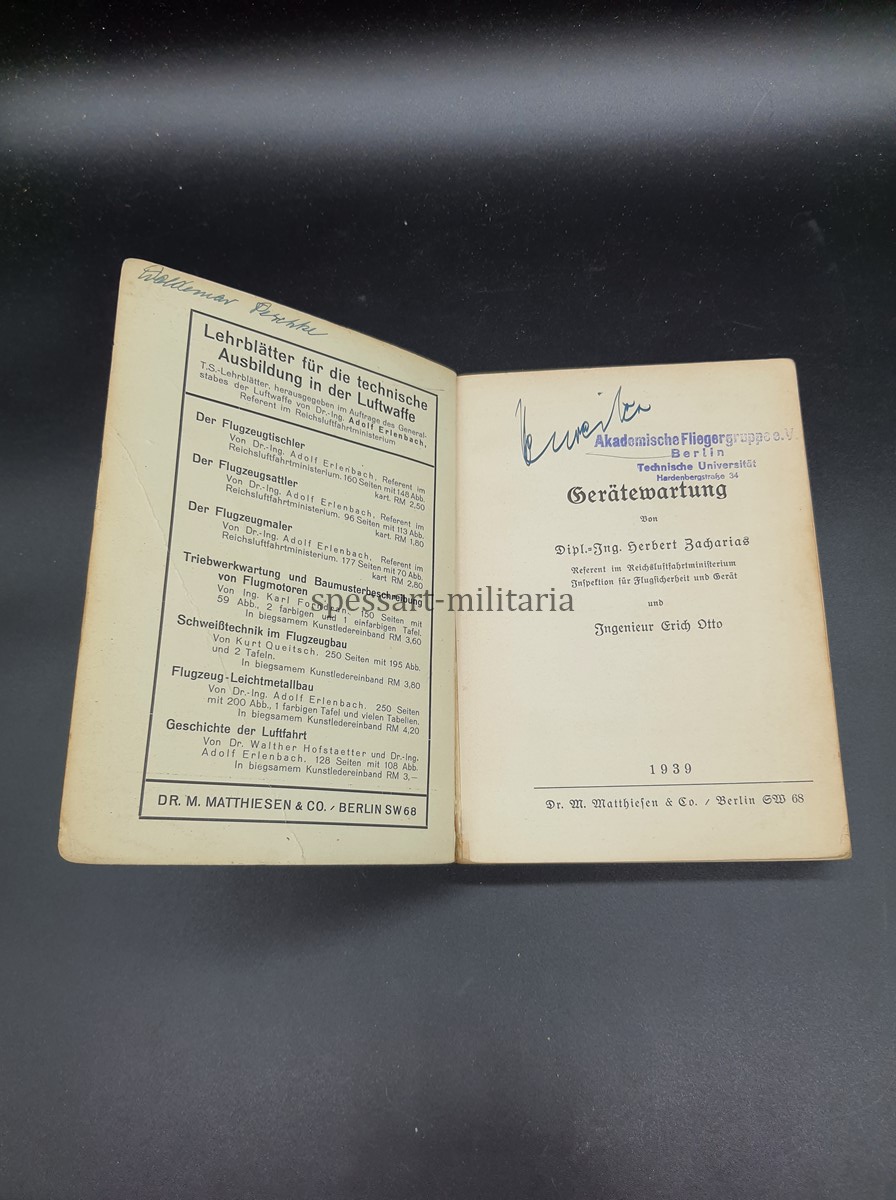 Woldemar
Lehrblätter für die technische
Ausbildung in der Luftwaffe
T.S.-Lehrblätter, herausgegeben im Auftrage des General-
stabes der Luftwaffe von Dr.-Ing. Adolf Erlenbach,
Referent im Reichsluftfahrtministerium
Der Flugzeugtischler
Von Dr.-Ing. Adolf Erlenbach, Referent im
Reichsluftfahrtministerium. 160 Seiten mit 148 Abb.
kart. RM 2,50
Der Flugzeugsattler
Von Dr.-Ing. Adolf Erlenbach, Referent im
Reichsluftfahrtministerium. 96 Seiten mit 113 Abb.
kart. RM 1,80
Der Flugzeugmaler
Von Dr.-Ing. Adolf Erlenbach, Referent im
Reichsluftfahrtministerium. 177 Seiten mit 70 Abb.
kart RM 2,80
Triebwerkwartung und Baumusterbeschreibung
von Flugmotoren
Von Ing. Karl 150 Seiten mit
59 Abb., 2 farbigen und 1 einfarbigen Tafel.
In biegsamem Kunstledereinband RM 3,60
Schweißtechnik im Flugzeugbau
Von Kurt Queitsch. 250 Seiten mit 195 Abb.
und 2 Tafeln.
In biegsamem Kunstledereinband RM 3,80
Flugzeug-Leichtmetallbau
Von Dr.-Ing. Adolf Erlenbach. 250 Seiten
mit 200 Abb., 1 farbigen Tafel und vielen Tabellen.
In biegsamem Kunstledereinband RM 4,20
Geschichte der Luftfahrt
Von Dr. Walther Hofstaetter und Dr.-Ing.
Adolf Erlenbach. 128 Seiten mit 108 Abb.
In biegsamem Kunstledereinband RM 3,—
DR. M. MATTHIESEN & CO. / BERLIN SW 68
Akademische Fliegergruppe e.V.
Berlin
Technische Universität
Hardenbergstraße 34
Gerätewartung
Von
Dipl.-Ing. Herbert Zacharias
Referent im Reichsluftfahrtministerium
Inspektion für Flugsicherheit und Gerät
und
Ingenieur Erich Otto
1939
Dr. M. Matthiesen & Co. / Berlin SW 68
spessart-militaria